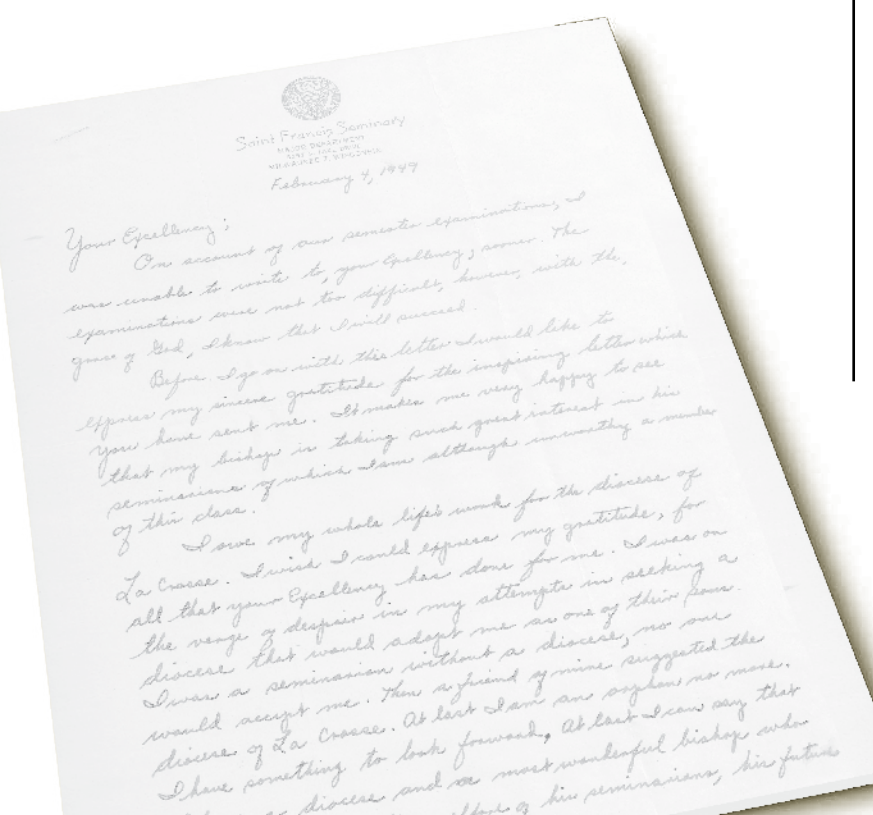 Saint Francis Seminary
MAJOR DEPARTMENT
MILWAUKEE 7, WISCONSIN
February 4, 1949
Your Excellency;
On account of our semester examinations, I
was unable to write to, your Excellency, sooner. The
examinations were not too difficult, however, with the
grace of God, I know that I will succeed.
Before I go on with this letter I would like to
express my sincere gratitude for the inspiring letter which
you have sent me. It makes me very happy to see
that my bishop is taking such great interest in his
seminarians of which I am although unworthy a member
of this class.
I owe my whole life's work for the diocese of
La Crosse. I wish I could express my gratitude, for
all that your Excellency has done for me. I was on
the verge of despair in my attempts in seeking a
diocese that would adopt me as one of their sons.
I was a seminarian without a diocese, no one
would accept me. Then a friend of mine suggested the
diocese of La Crosse. At last I am an orphan no more.
I have something to look forward, At last I can say that
diocese and a most wonderful bishop who
of his seminarians, his future